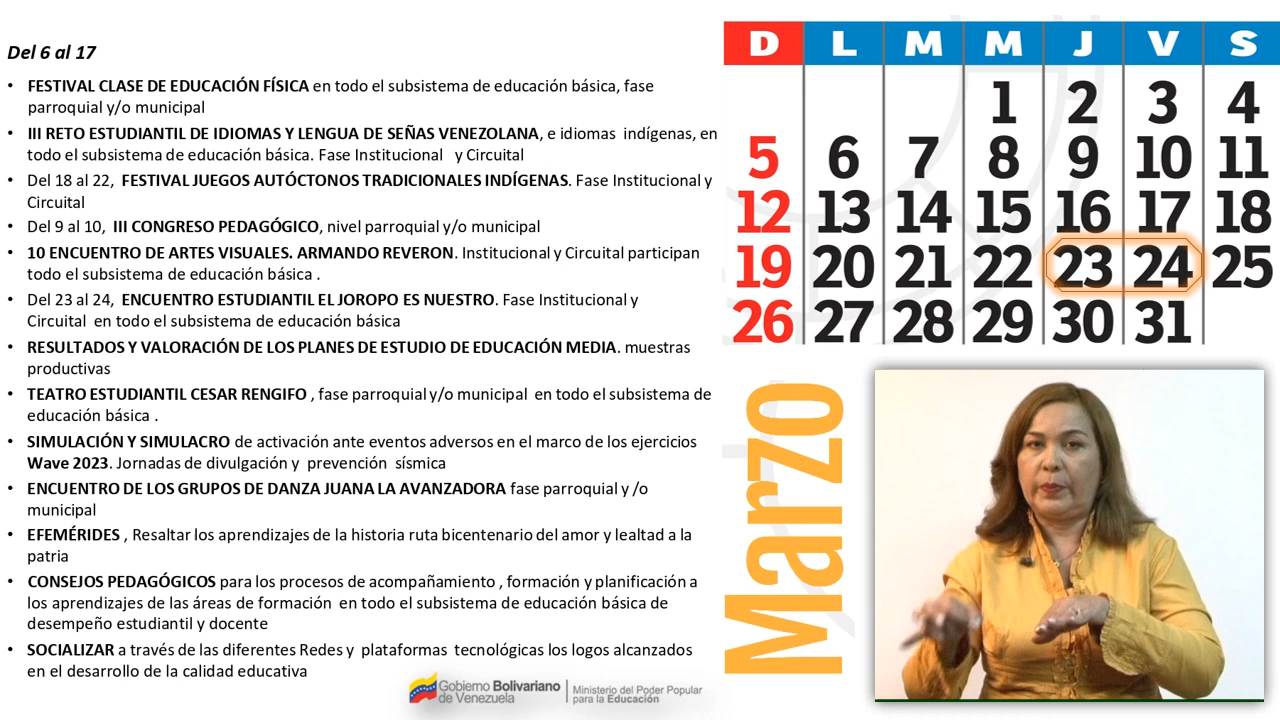 Del 6 al 17
• FESTIVAL CLASE DE EDUCACIÓN FÍSICA en todo el subsistema de educación básica, fase
parroquial y/o municipal
• III RETO ESTUDIANTIL DE IDIOMAS Y LENGUA DE SEÑAS VENEZOLANA, e idiomas indígenas, en
todo el subsistema de educación básica. Fase Institucional y Circuital
• Del 18 al 22, FESTIVAL JUEGOS AUTÓCTONOS TRADICIONALES INDÍGENAS. Fase Institucional y
Circuital
• Del 9 al 10, III CONGRESO PEDAGÓGICO, nivel parroquial y/o municipal
• 10 ENCUENTRO DE ARTES VISUALES. ARMANDO REVERON. Institucional y Circuital participan
todo el subsistema de educación básica .
• Del 23 al 24, ENCUENTRO ESTUDIANTIL EL JOROPO ES NUESTRO. Fase Institucional y
Circuital en todo el subsistema de educación básica
• RESULTADOS Y VALORACIÓN DE LOS PLANES DE ESTUDIO DE EDUCACIÓN MEDIA. muestras
productivas
• TEATRO ESTUDIANTIL CESAR RENGIFO , fase parroquial y/o municipal en todo el subsistema de
educación básica .
• SIMULACIÓN Y SIMULACRO de activación ante eventos adversos en el marco de los ejercicios
Wave 2023. Jornadas de divulgación y prevención sísmica
• ENCUENTRO DE LOS GRUPOS DE DANZA JUANA LA AVANZADORA fase parroquial y /o
municipal
• EFEMÉRIDES , Resaltar los aprendizajes de la historia ruta bicentenario del amor y lealtad a la
patria
• CONSEJOS PEDAGÓGICOS para los procesos de acompañamiento , formación y planificación a
los aprendizajes de las áreas de formación en todo el subsistema de educación básica de
desempeño estudiantil y docente
• SOCIALIZAR a través de las diferentes Redes y plataformas tecnológicas los logos alcanzados
en el desarrollo de la calidad educativa
Gobierno Bolivariano
de Venezuela
Ministerio del Poder Popular
para la Educación
D L M M J V S
1 2 3 4
5 6 7 8 9 10 11
12 13 14 15 16 17 18
19 20 21 22 23 24 25
26 27 28 29 30 31
Marzo